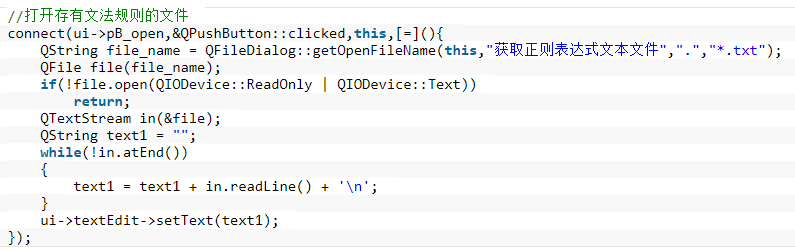 //打开存有文法规则的文件
connect(ui->pB_open,&QPushButton::clicked,this,[=](){
    QString file_name = QFileDialog::getOpenFileName(this,"获取正则表达式文本文件",".","*.txt");
    QFile file(file_name);
    if(!file.open(QIODevice::ReadOnly | QIODevice::Text))
        return;
    QTextStream in(&file);
    QString text1 = "";
    while(!in.atEnd())
    {
        text1 = text1 + in.readLine() + '\n';
    }
    ui->textEdit->setText(text1);
});